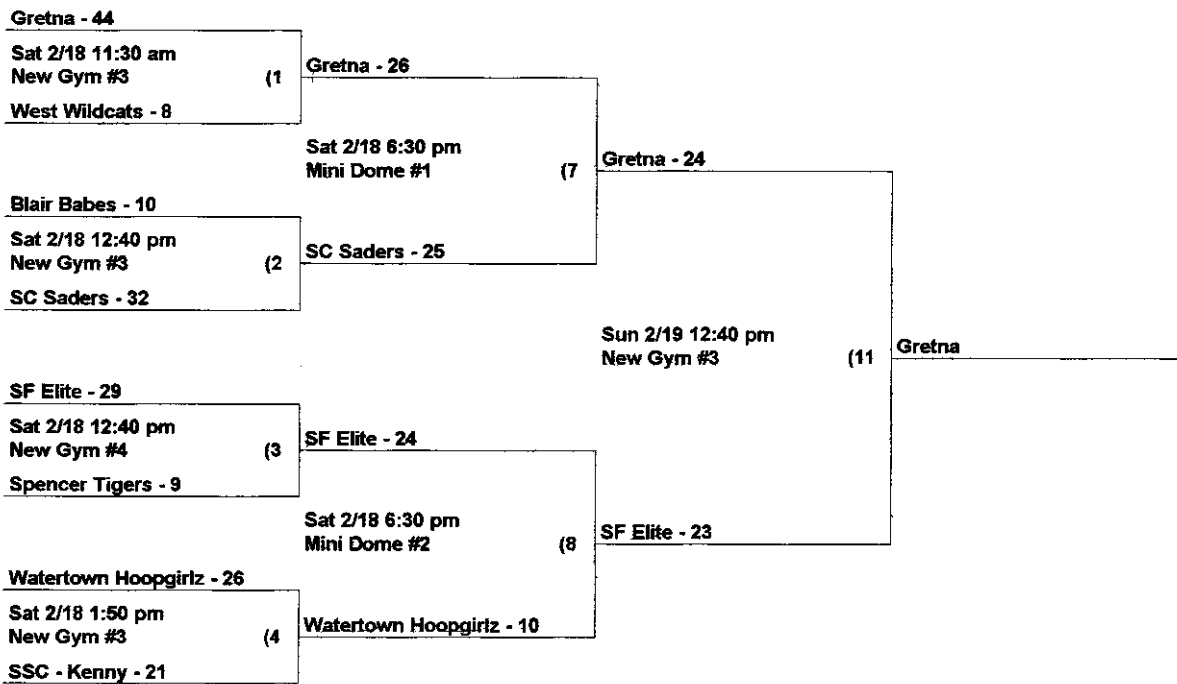 Gretna - 44
Sat 2/18 11:30 am
New Gym #3 (1
West Wildcats - 8
Gretna - 26
Sat 2/18 6:30 pm
Mini Dome #1 (7
Gretna - 24
Blair Babes - 10
Sat 2/18 12:40 pm
New Gym #3 (2
SC Saders - 32
SC Saders - 25
Sun 2/19 12:40 pm
New Gym #3 (11
Gretna
SF Elite - 29
Sat 2/18 12:40 pm
New Gym #4 (3
Spencer Tigers - 9
SF Elite - 24
Sat 2/18 6:30 pm
Mini Dome #2 (8
SF Elite - 23
Watertown Hoopgirlz - 26
Sat 2/18 1:50 pm
New Gym #3 (4
SSC - Kenny - 21
Watertown Hoopgirlz - 10